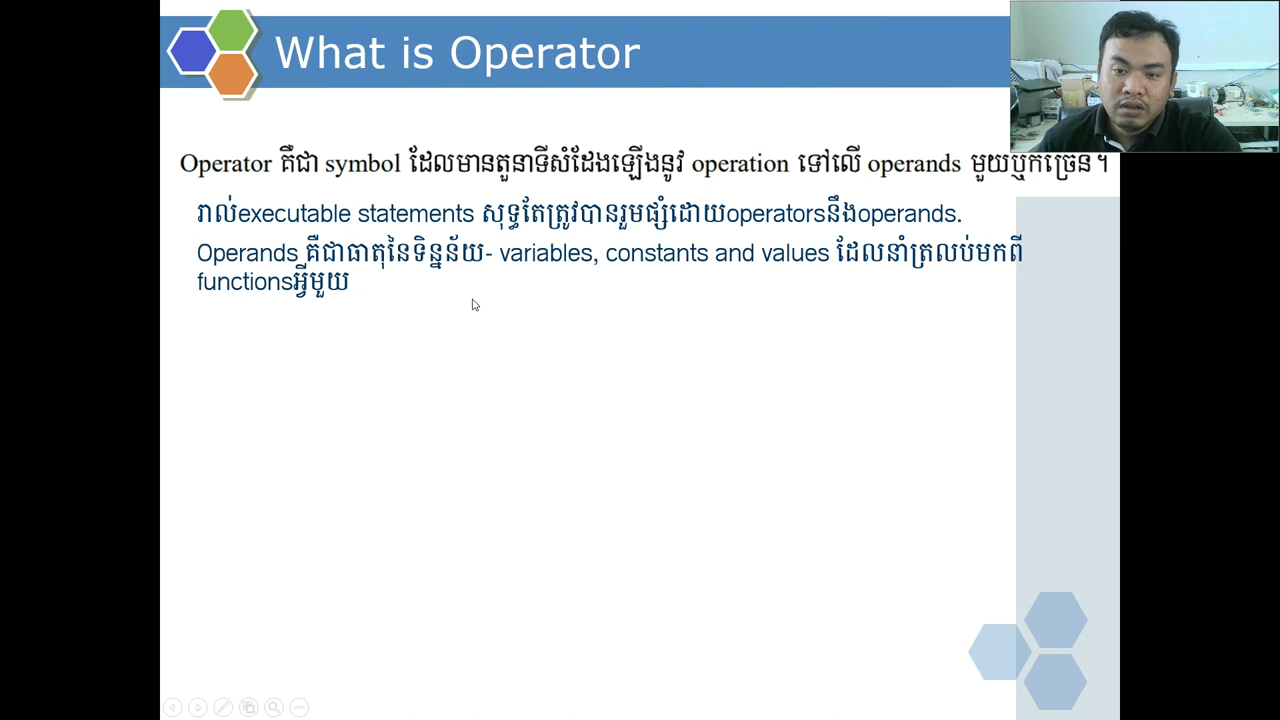 What is Operator
Operator គឺជា symbol ដែលមានតួនាទីសំដែងឡើងនូវ operation ទៅលើ operands មួយឬកច្រើន។
រាល់executable statements សុទ្ធតែត្រូវបានរួមផ្សំដោយoperatorsនឹងoperands.
Operands គឺជាធាតុនៃទិន្នន័យ- variables, constants and values ដែលនាំត្រលប់មកពី
functionsអ្វីមួយ